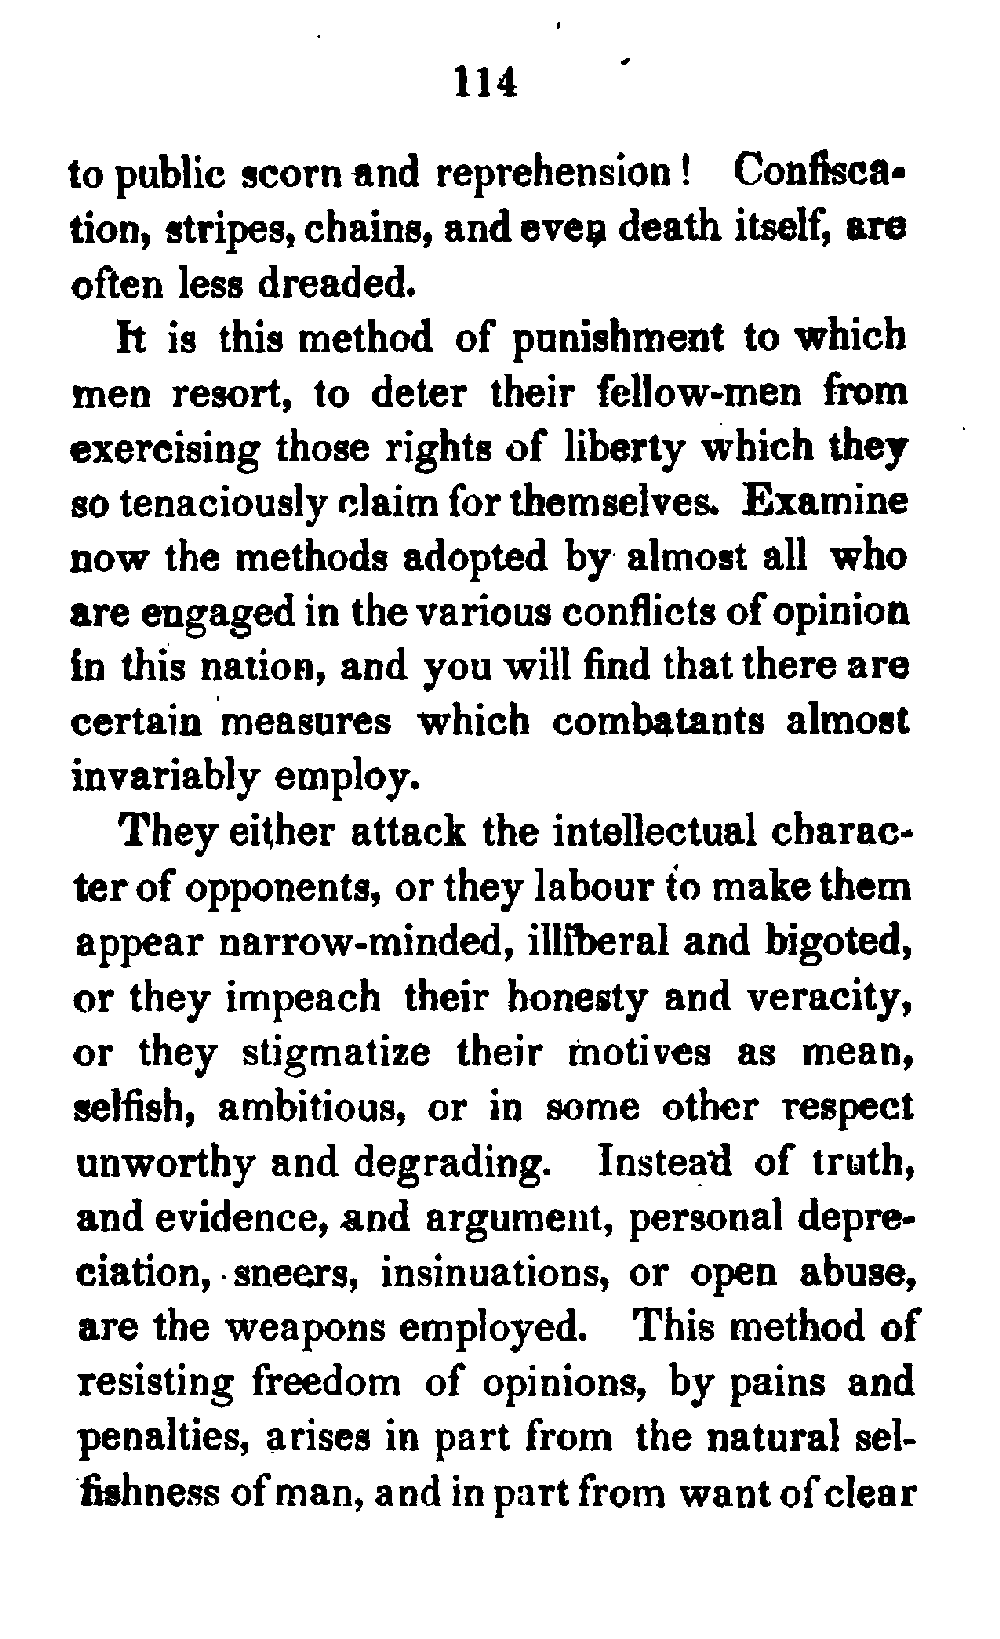 114
to public scorn and reprehension! Confisca-
tion, stripes, chains, and even death itself, are
often less dreaded.
It is this method of punishment to which
men resort, to deter their fellow-men from
exercising those rights of liberty which they
so tenaciously claim for themselves. Examine
now the methods adopted by almost all who
are engaged in the various conflicts of opinion
in this nation, and you will find that there are
certain measures which combatants almost
invariably employ.
They either attack the intellectual charac-
ter of opponents, or they labour to make them
appear narrow-minded, illiberal and bigoted,
or they impeach their honesty and veracity,
or they stigmatize their motives as mean,
selfish, ambitious, or in some other respect
unworthy and degrading. Instead of truth,
and evidence, and argument, personal depre-
ciation, sneers, insinuations, or open abuse,
are the weapons employed. This method of
resisting freedom of opinions, by pains and
penalties, arises in part from the natural sel-
fishness of man, and in part from want of clear